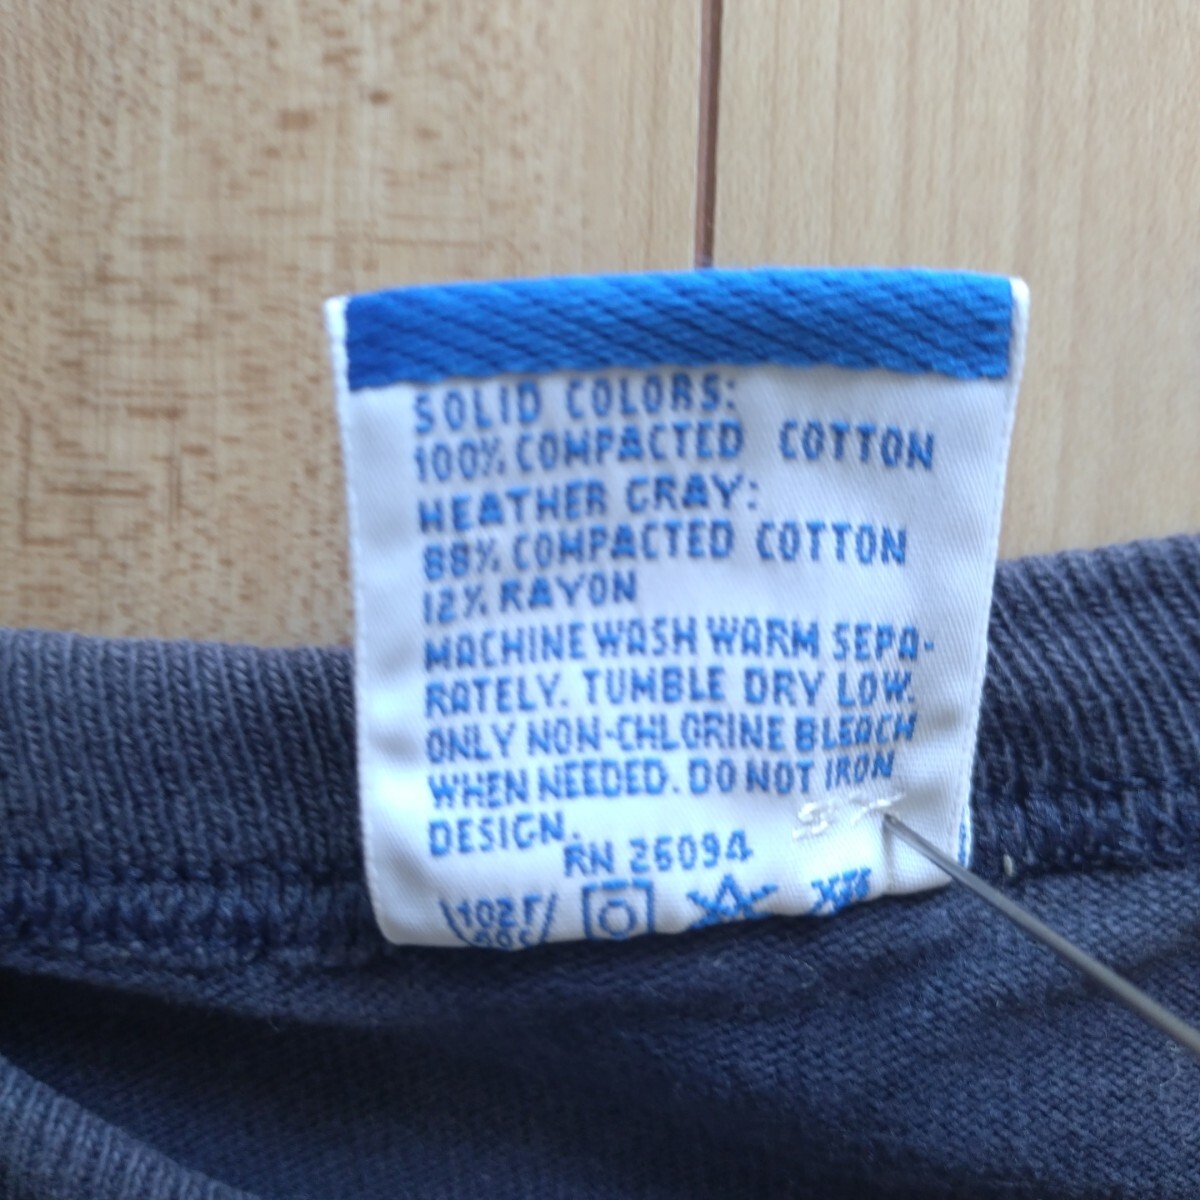 SOLID COLORS:
100% COMPACTED COTTON
HEATHER GRAY:
88% COMPACTED COTTON
12% RAYON
MACHINE WASH WARM SEPA-
RATELY. TUMBLE DRY LOW.
ONLY NON-CHLORINE BLEACH
WHEN NEEDED. DO NOT IRON
DESIGN.
RN 26094
102F